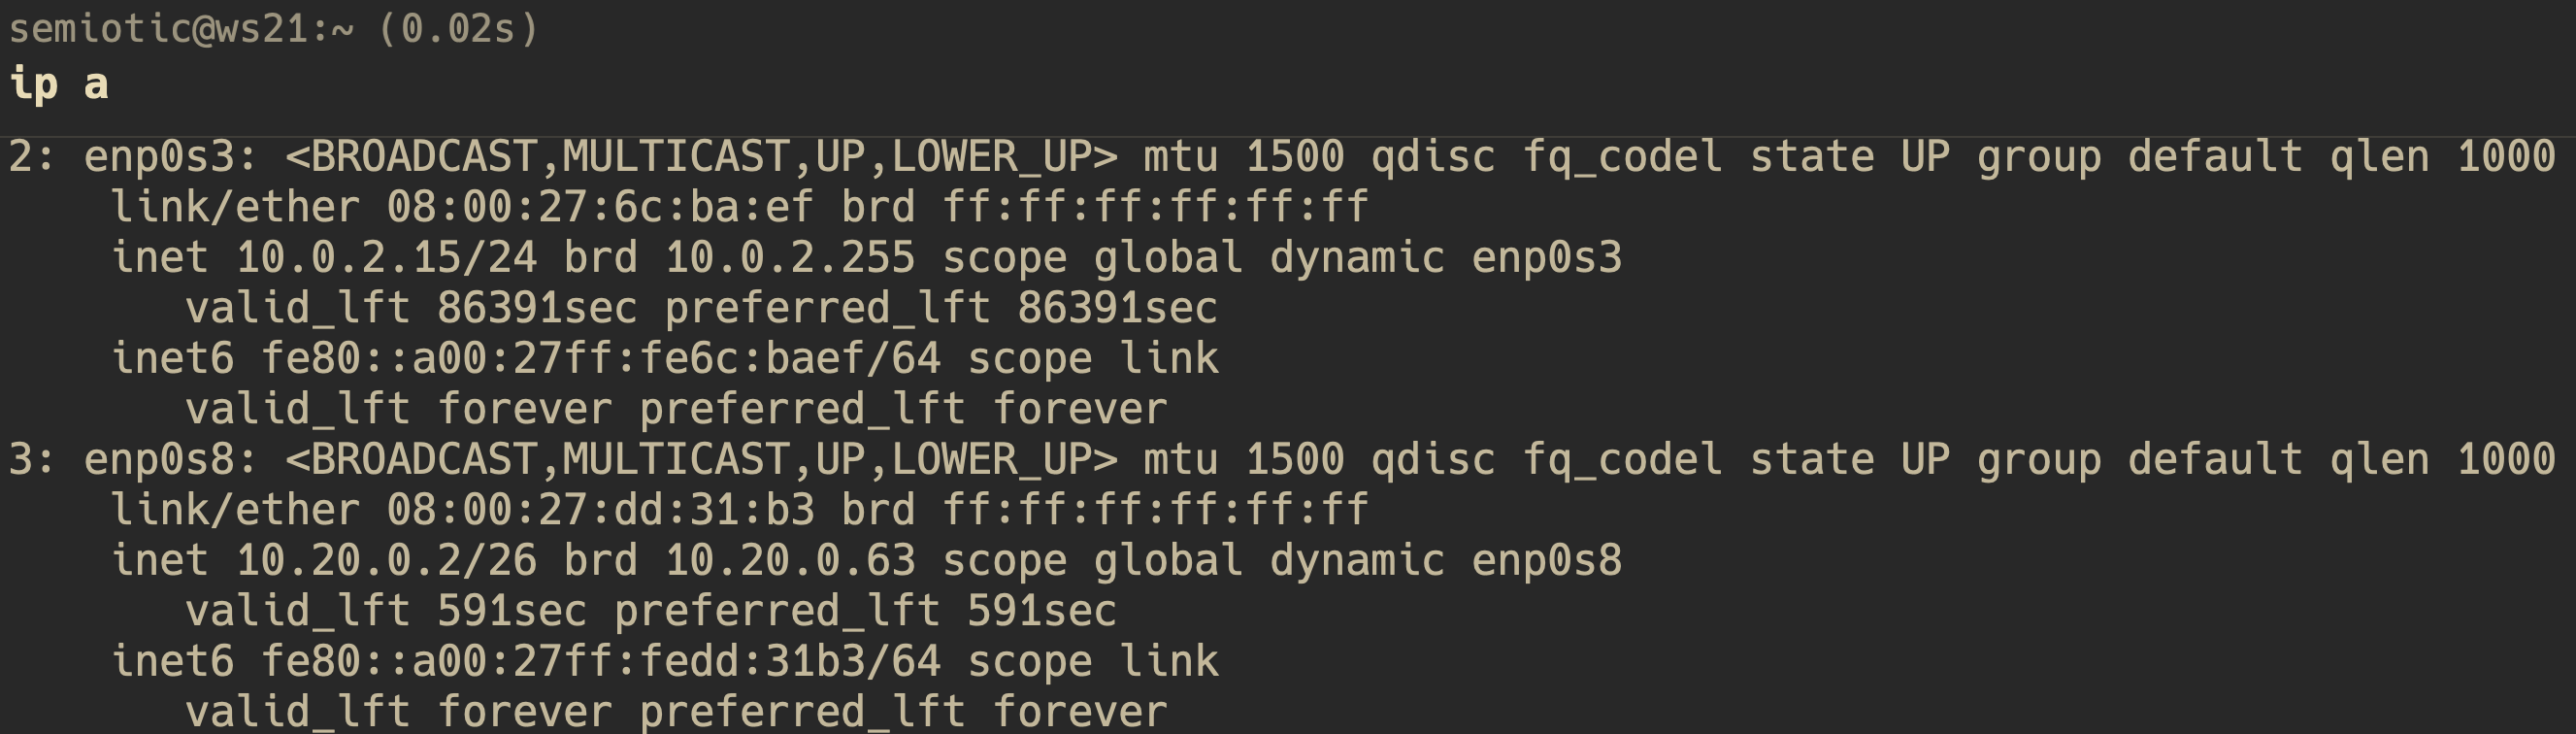 semiotic@ws21:~ (0.02s)
ip a
2: enp0s3: <BROADCAST,MULTICAST,UP,LOWER_UP> mtu 1500 qdisc fq_codel state UP group default qlen 1000
link/ether 08:00:27:6c:ba:ef brd ff:ff:ff:ff:ff:ff
inet 10.0.2.15/24 brd 10.0.2.255 scope global dynamic enp0s3
valid_lft 86391sec preferred_lft 86391sec
inet6 fe80::a00:27ff:fe6c:baef/64 scope link
valid_lft forever preferred_lft forever
3: enp0s8: <BROADCAST,MULTICAST,UP,LOWER_UP> mtu 1500 qdisc fq_codel state UP group default qlen 1000
link/ether 08:00:27:dd:31:b3 brd ff:ff:ff:ff:ff:ff
inet 10.20.0.2/26 brd 10.20.0.63 scope global dynamic enp0s8
valid_lft 591sec preferred_lft 591sec
inet6 fe80::a00:27ff:fedd:31b3/64 scope link
valid_lft forever preferred_lft forever